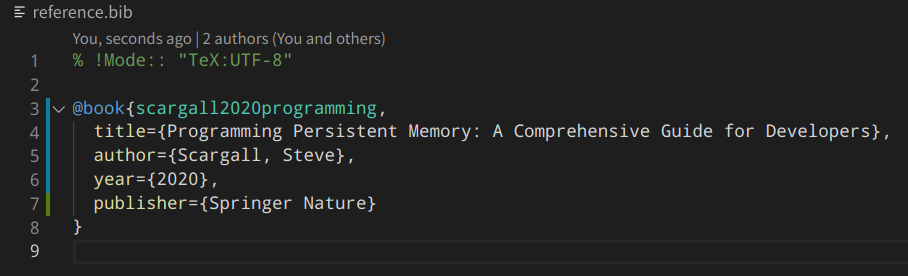 reference.bib
You, seconds ago | 2 authors (You and others)
1 % !Mode:: "TeX:UTF-8"
2
3 @book{scargall2020programming,
4 title={Programming Persistent Memory: A Comprehensive Guide for Developers},
5 author={Scargall, Steve},
6 year={2020},
7 publisher={Springer Nature}
8 }
9